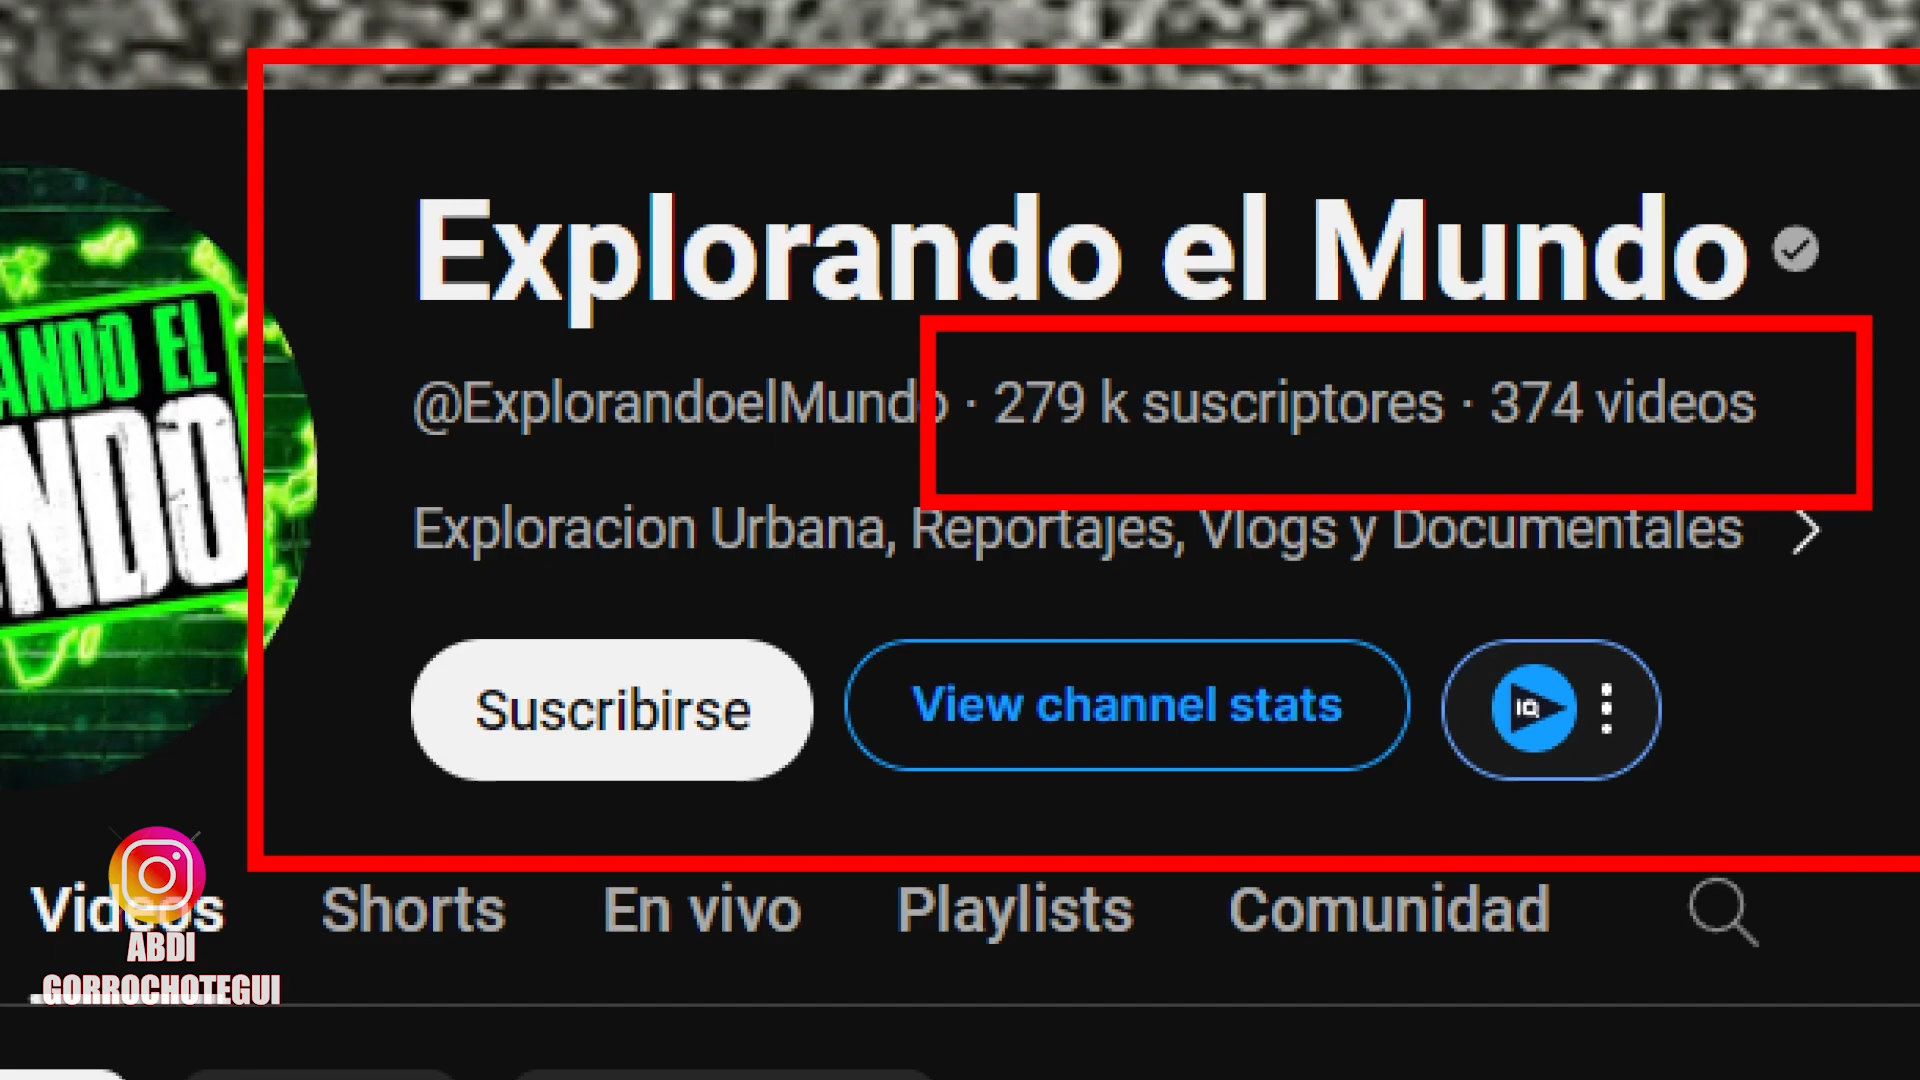 Explorando el Mundo
ANDO EL
NDO
@ExplorandoelMundo · 279 k suscriptores · 374 videos
Exploracion Urbana, Reportajes, Vlogs y Documentales
Suscribirse
View channel stats
IQ
Videos Shorts En vivo Playlists Comunidad
ABDI
GORROCHOTEGUI